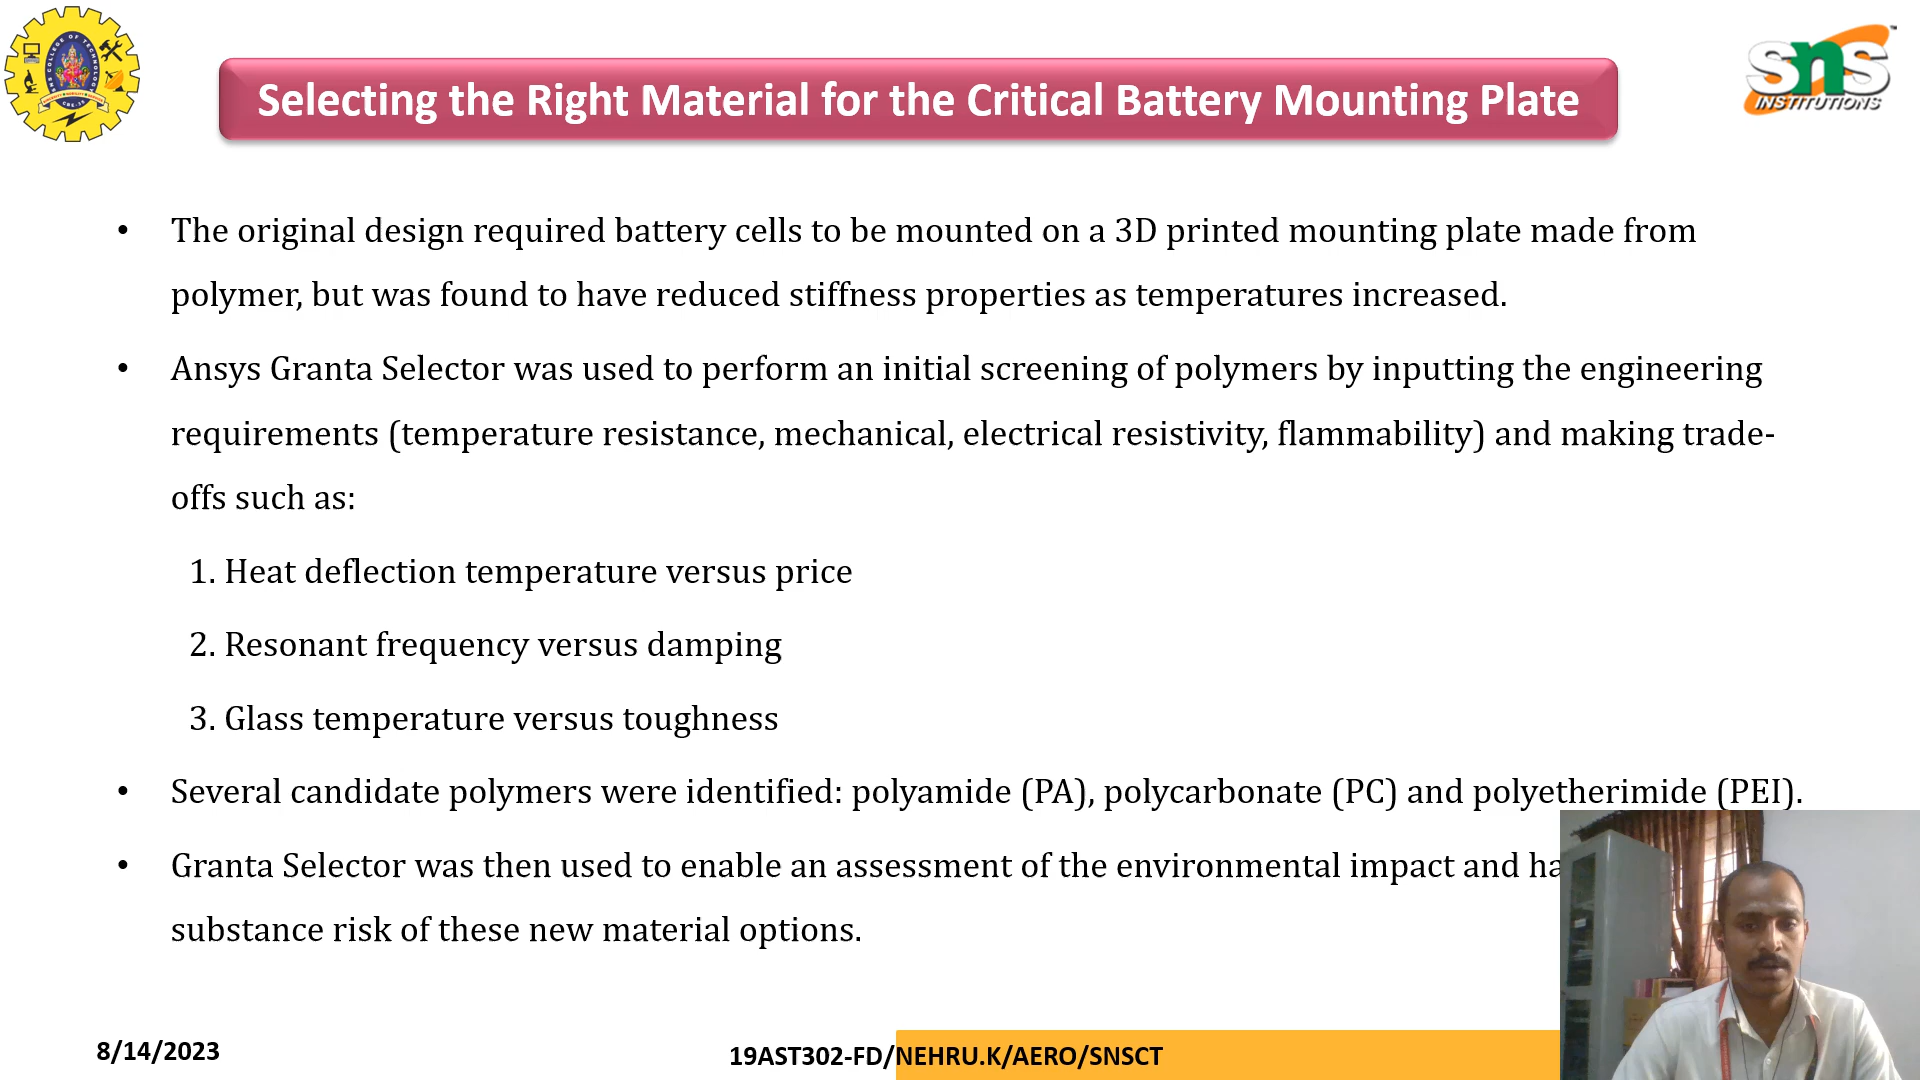 Selecting the Right Material for the Critical Battery Mounting Plate
SNS
INSTITUTIONS
• The original design required battery cells to be mounted on a 3D printed mounting plate made from
polymer, but was found to have reduced stiffness properties as temperatures increased.
• Ansys Granta Selector was used to perform an initial screening of polymers by inputting the engineering
requirements (temperature resistance, mechanical, electrical resistivity, flammability) and making trade-
offs such as:
1. Heat deflection temperature versus price
2. Resonant frequency versus damping
3. Glass temperature versus toughness
• Several candidate polymers were identified: polyamide (PA), polycarbonate (PC) and polyetherimide (PEI).
• Granta Selector was then used to enable an assessment of the environmental impact and ha
substance risk of these new material options.
8/14/2023
19AST302-FD/NEHRU.K/AERO/SNSCT